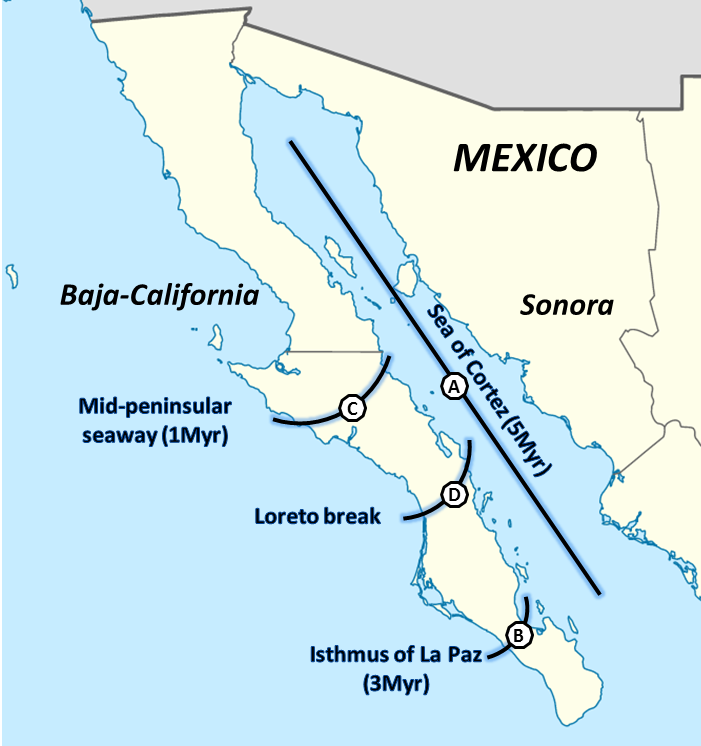 MEXICO
Baja-California
Sonora
Sea of Cortez (5Myr)
A
Mid-peninsular
seaway (1Myr)
C
D
Loreto break
B
Isthmus of La Paz
(3Myr)